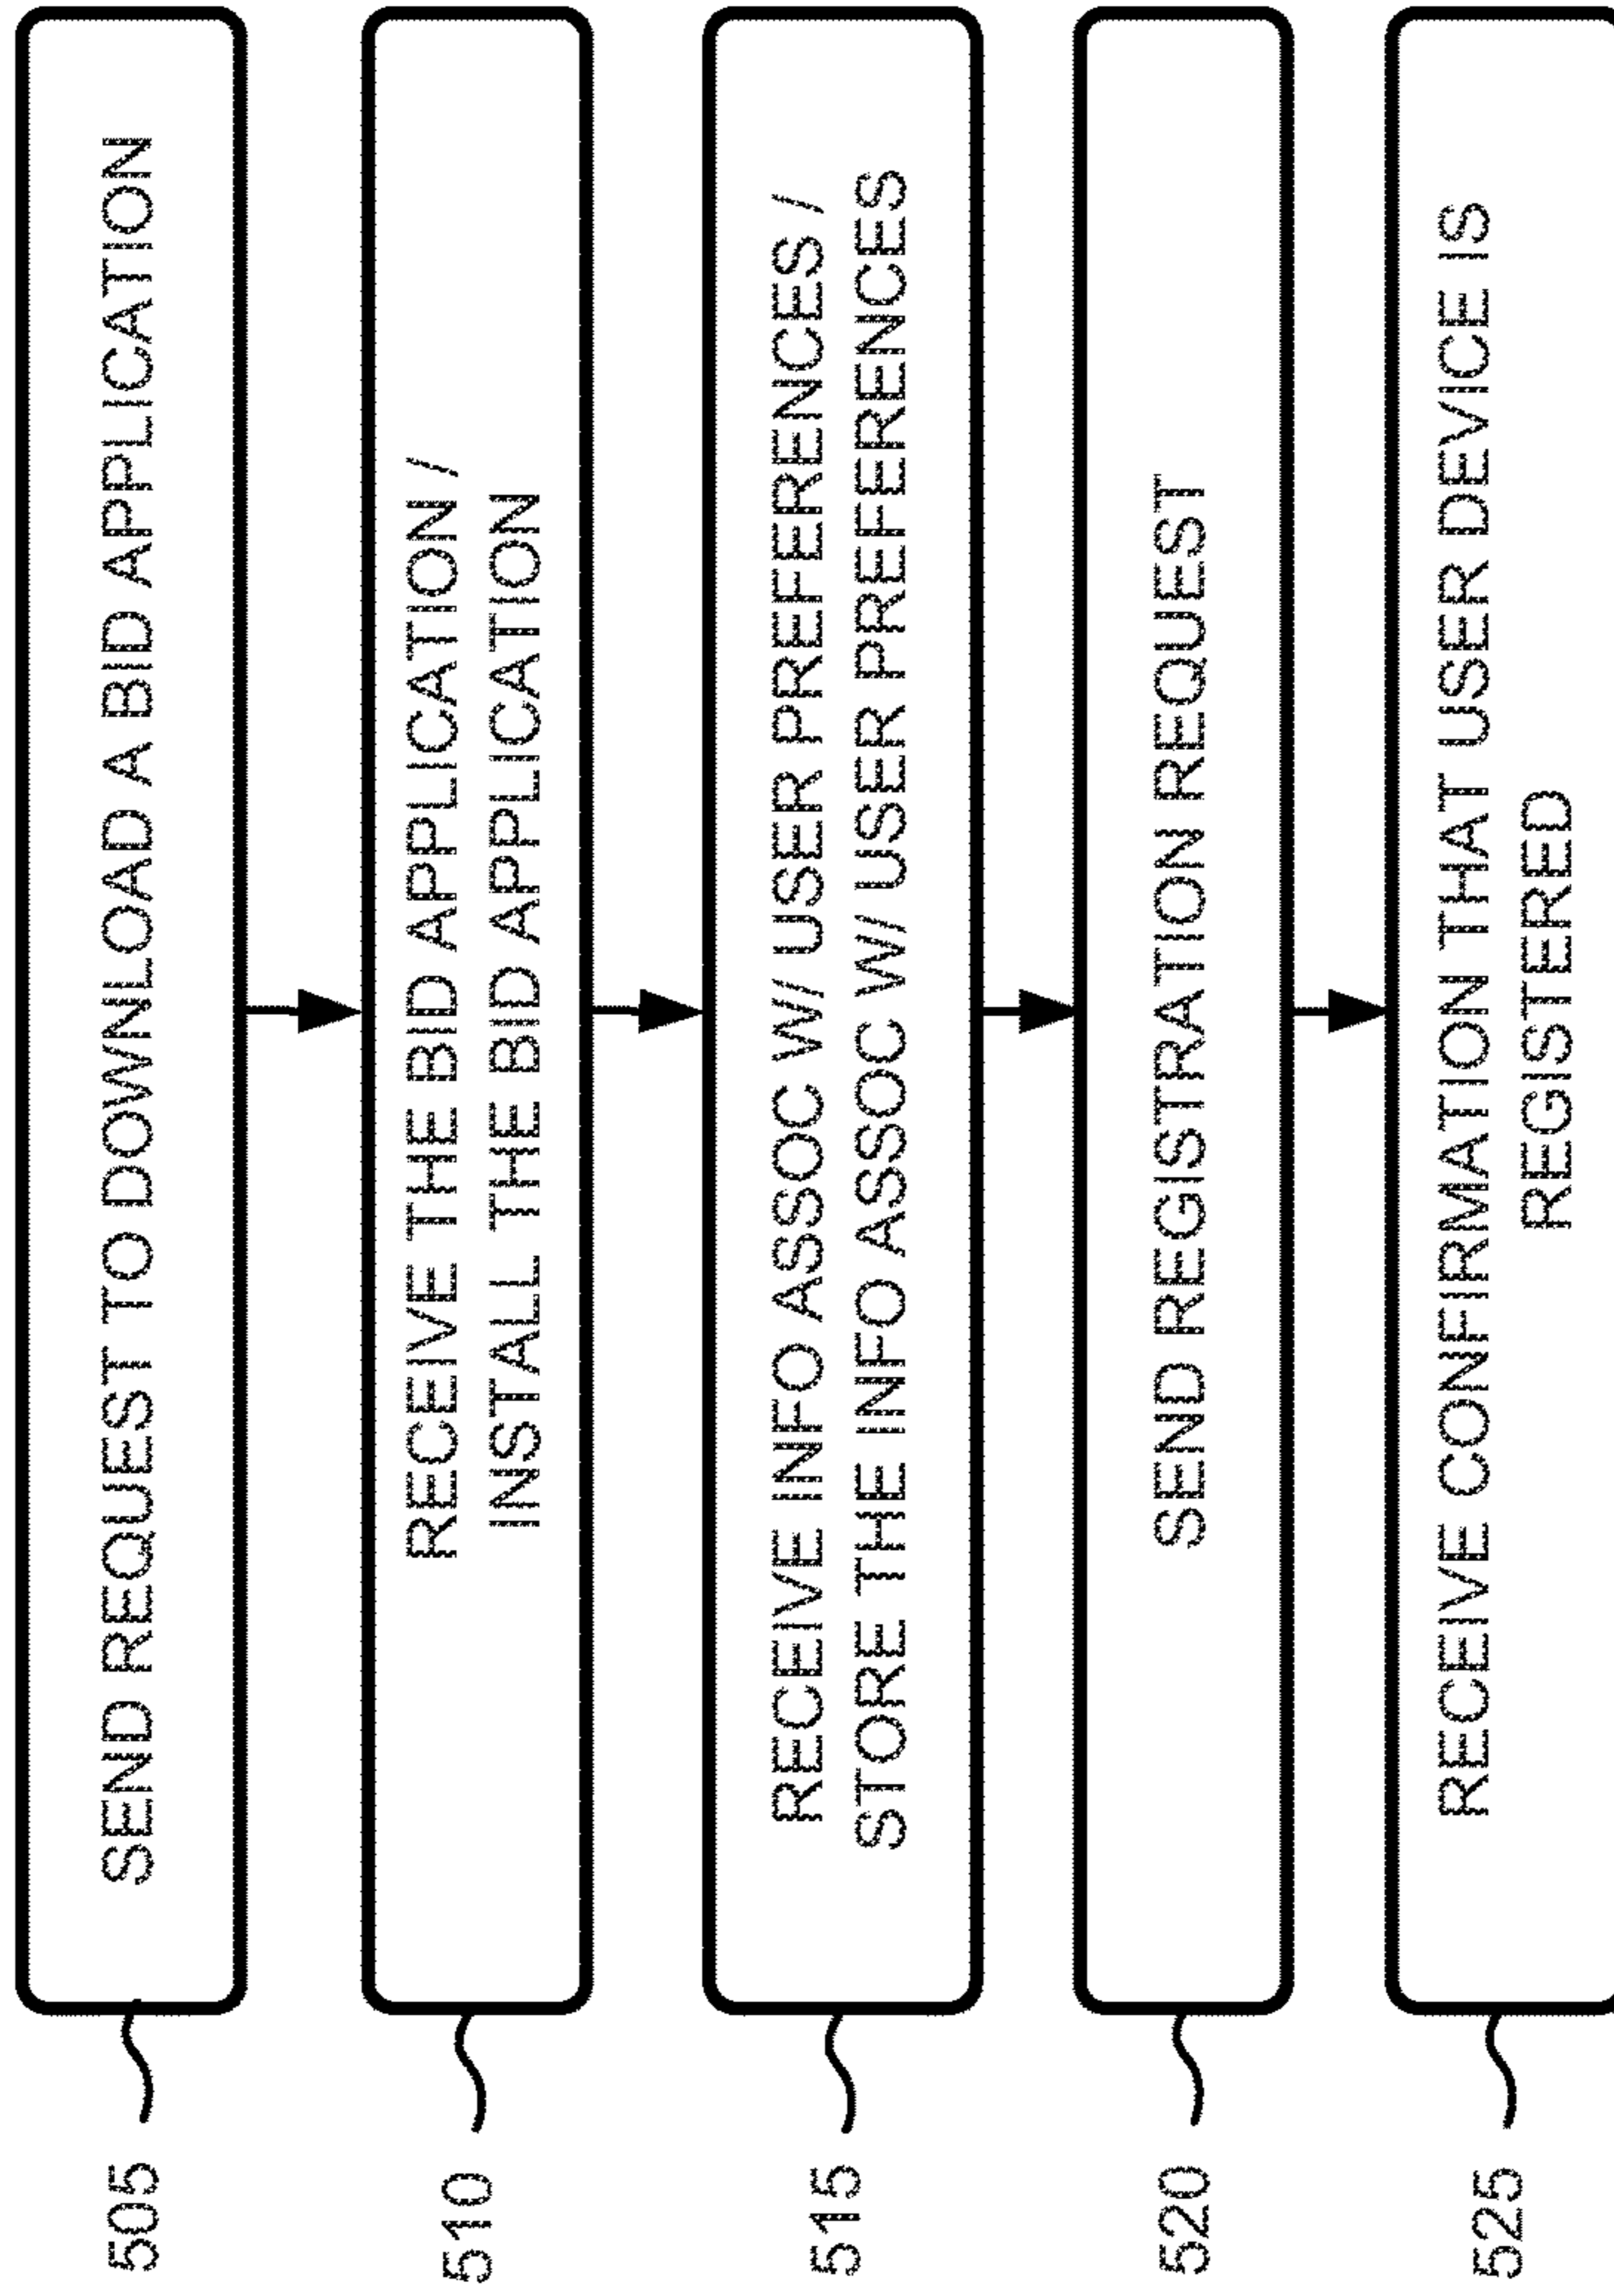 505
SEND REQUEST TO DOWNLOAD A BID APPLICATION
510
RECEIVE THE BID APPLICATION /
INSTALL THE BID APPLICATION
515
RECEIVE INFO ASSOC W/ USER PREFERENCES /
STORE THE INFO ASSOC W/ USER PREFERENCES
520
SEND REGISTRATION REQUEST
525
RECEIVE CONFIRMATION THAT USER DEVICE IS
REGISTERED